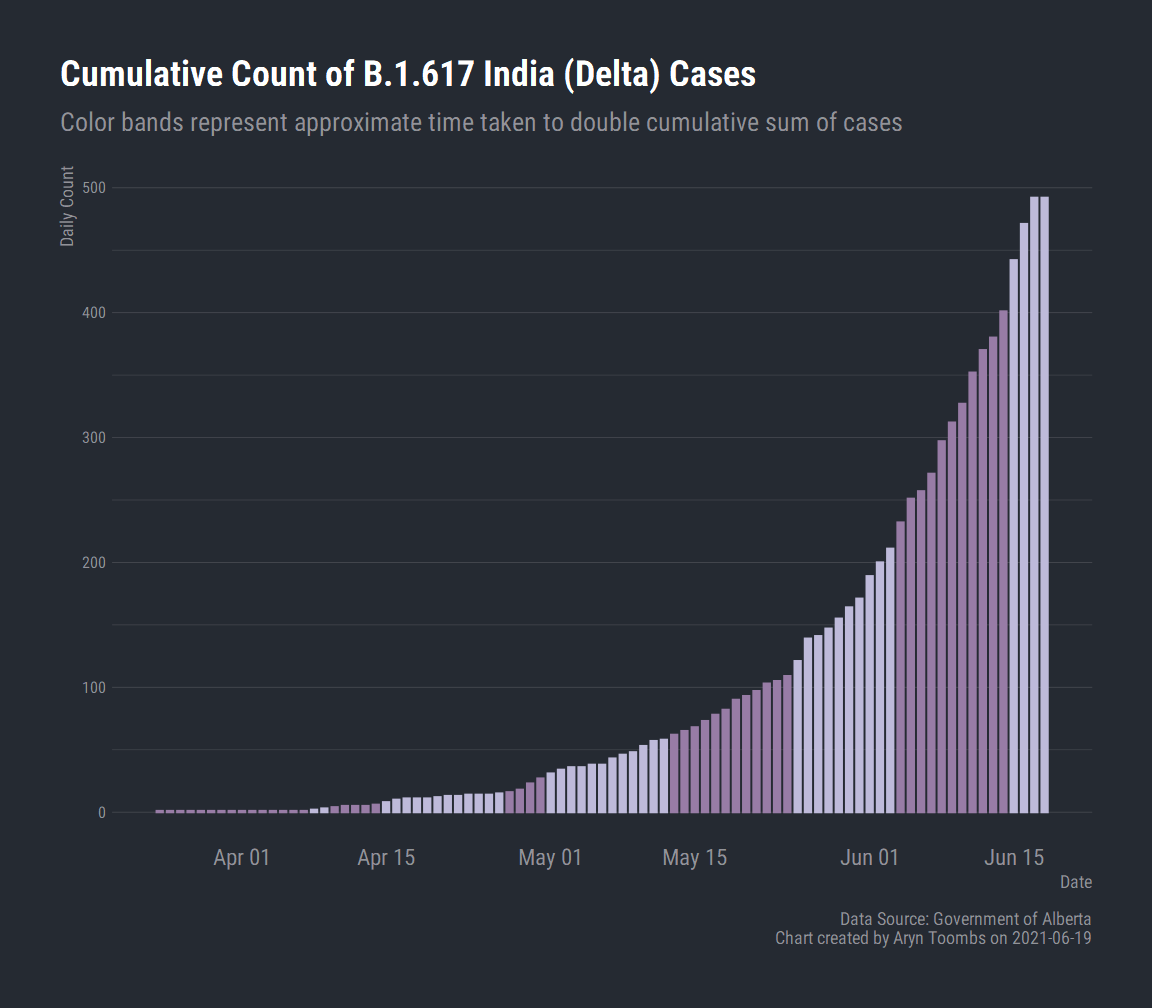 Cumulative Count of B.1.617 India (Delta) Cases
Color bands represent approximate time taken to double cumulative sum of cases
Daily Count
500
400
300
200
100
0
Apr 01 Apr 15 May 01 May 15 Jun 01 Jun 15
Date
Data Source: Government of Alberta
Chart created by Aryn Toombs on 2021-06-19